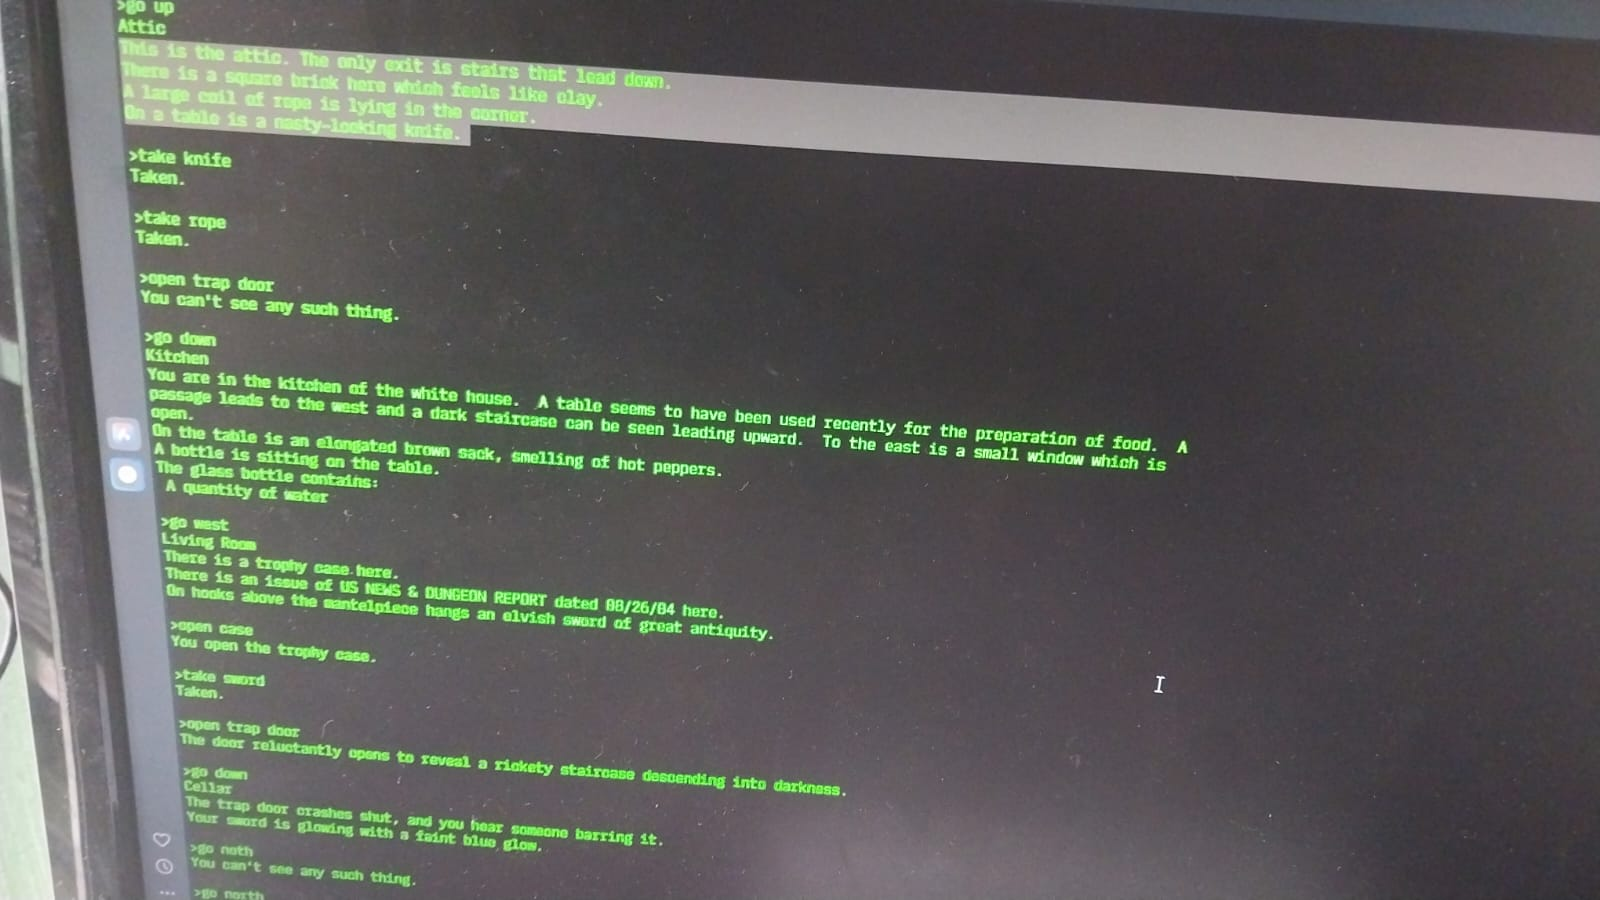 >go up
Attic
This is the attic. The only exit is stairs that lead down.
There is a square brick here which feels like clay.
A large coil of rope is lying in the corner.
On a table is a nasty-looking knife.
>take knife
Taken.
>take rope
Taken.
>open trap door
You can't see any such thing.
>go down
Kitchen
You are in the kitchen of the white house.  A table seems to have been used recently for the preparation of food.  A
passage leads to the west and a dark staircase can be seen leading upward.  To the east is a small window which is
open.
On the table is an elongated brown sack, smelling of hot peppers.
A bottle is sitting on the table.
The glass bottle contains:
 A quantity of water
>go west
Living Room
There is a trophy case here.
There is an issue of US NEWS & DUNGEON REPORT dated 08/26/04 here.
On hooks above the mantelpiece hangs an elvish sword of great antiquity.
>open case
You open the trophy case.
>take sword
Taken.
>open trap door
The door reluctantly opens to reveal a rickety staircase descending into darkness.
>go down
Cellar
The trap door crashes shut, and you hear someone barring it.
Your sword is glowing with a faint blue glow.
>go noth
You can't see any such thing.
>go north